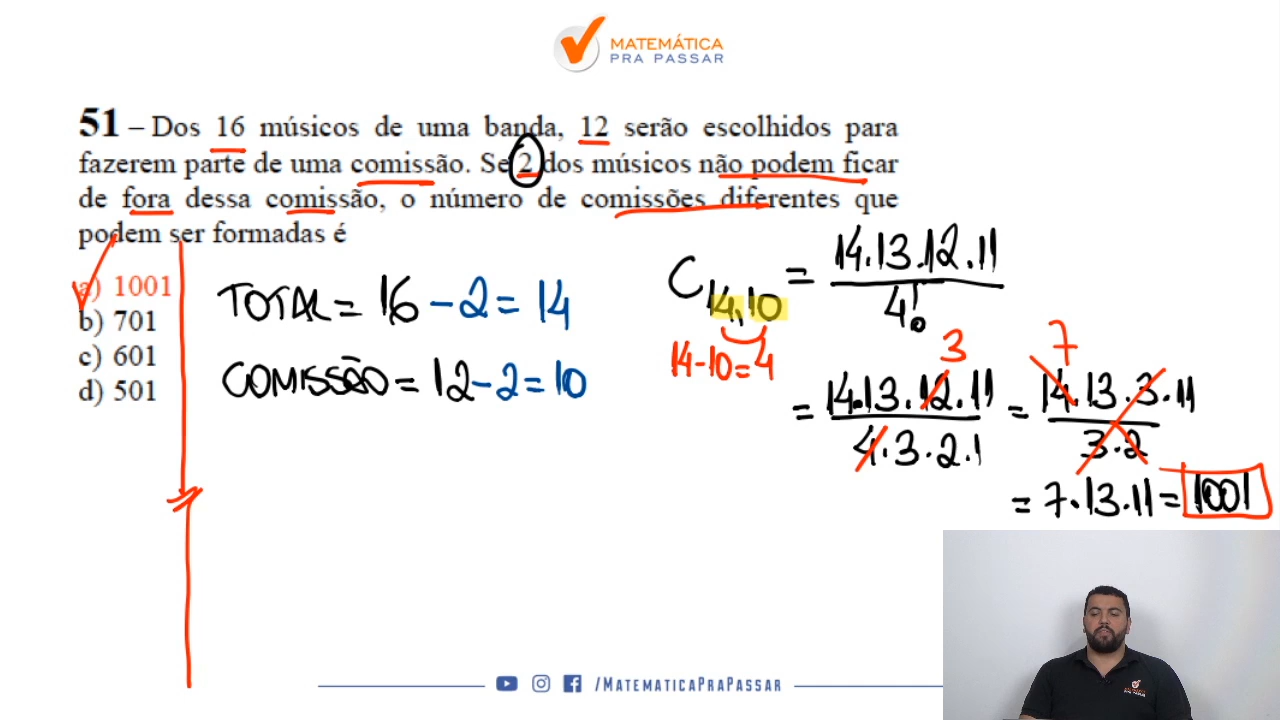 MATEMÁTICA
PRA PASSAR
51 – Dos 16 músicos de uma banda, 12 serão escolhidos para
fazerem parte de uma comissão. Se 2 dos músicos não podem ficar
de fora dessa comissão, o número de comissões diferentes que
podem ser formadas é
a) 1001
b) 701
c) 601
d) 501
TOTAL = 16 - 2 = 14
COMISSÃO = 12 - 2 = 10
C14,10 = 14.13.12.11
4!
14-10=4
3
= 14.13.12.11
4.3.2.1
7
= 14.13.3.11
3.2
= 7.13.11 = 1001
/MATEMATICAPRAPASSAR